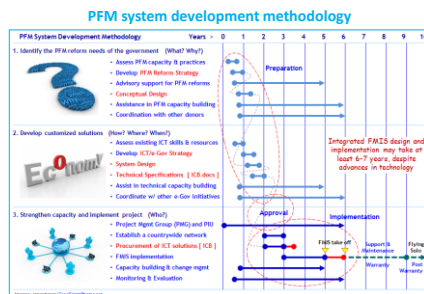 PFM system development methodology
PFM System Development Methodology Years > 0 1 2 3 4 5 6 7 8 9 10
1. Identify the PFM reform needs of the government (What? Why?)
• Assess PFM capacity & practices
• Develop PFM Reform Strategy
• Advisory support for PFM reforms
• Conceptual Design
• Assistance in PFM capacity building
• Coordination with other donors
Preparation
2. Develop customized solutions (How? Where? When?)
• Assess existing ICT skills & resources
• Develop ICT/e-Gov Strategy
• System Design
• Technical Specifications [ ICB docs ]
• Assist in technical capacity building
• Coordinate w/ other e-Gov initiatives
Economy
Integrated FMIS design and
implementation may take at
least 6-7 years, despite
advances in technology
3. Strengthen capacity and implement project (Who?)
Approval
Implementation
• Project Mgmt Group (PMG) and PIU
• Establish a countrywide network
• Procurement of ICT solutions [ ICB ]
• FMIS implementation
• Capacity building & change mgmt
• Monitoring & Evaluation
FMIS take off
Support &
Maintenance
Flying
Solo
Warranty
Post
Warranty